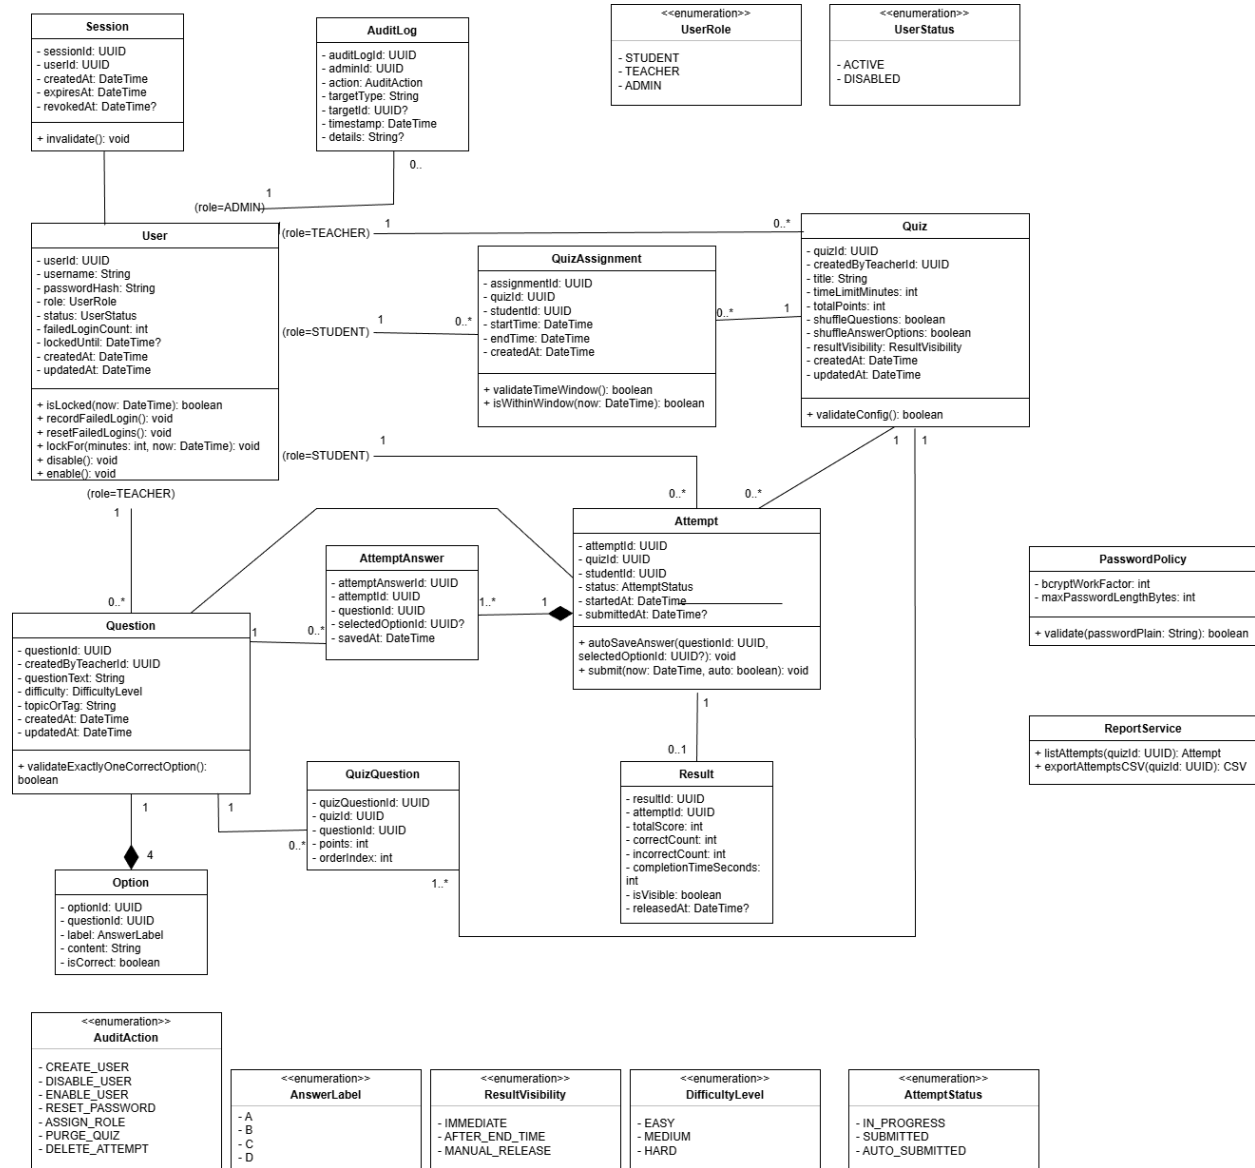 Session
- sessionId: UUID
- userId: UUID
- createdAt: DateTime
- expiresAt: DateTime
- revokedAt: DateTime?
+ invalidate(): void
AuditLog
- auditLogId: UUID
- adminId: UUID
- action: AuditAction
- targetType: String
- targetId: UUID?
- timestamp: DateTime
- details: String?
<<enumeration>>
UserRole
- STUDENT
- TEACHER
- ADMIN
<<enumeration>>
UserStatus
- ACTIVE
- DISABLED
0..
1
(role=ADMIN)
User
- userId: UUID
- username: String
- passwordHash: String
- role: UserRole
- status: UserStatus
- failedLoginCount: int
- lockedUntil: DateTime?
- createdAt: DateTime
- updatedAt: DateTime
+ isLocked(now: DateTime): boolean
+ recordFailedLogin(): void
+ resetFailedLogins(): void
+ lockFor(minutes: int, now: DateTime): void
+ disable(): void
+ enable(): void
(role=TEACHER)
1
0..*
(role=STUDENT)
1
0..*
QuizAssignment
- assignmentId: UUID
- quizId: UUID
- studentId: UUID
- startTime: DateTime
- endTime: DateTime
- createdAt: DateTime
+ validateTimeWindow(): boolean
+ isWithinWindow(now: DateTime): boolean
0..*
1
Quiz
- quizId: UUID
- createdByTeacherId: UUID
- title: String
- timeLimitMinutes: int
- totalPoints: int
- shuffleQuestions: boolean
- shuffleAnswerOptions: boolean
- resultVisibility: ResultVisibility
- createdAt: DateTime
- updatedAt: DateTime
+ validateConfig(): boolean
(role=STUDENT)
1
0..*
1
1
0..*
(role=TEACHER)
1
0..*
AttemptAnswer
- attemptAnswerId: UUID
- attemptId: UUID
- questionId: UUID
- selectedOptionId: UUID?
- savedAt: DateTime
1..*
1
Attempt
- attemptId: UUID
- quizId: UUID
- studentId: UUID
- status: AttemptStatus
- startedAt: DateTime
- submittedAt: DateTime?
+ autoSaveAnswer(questionId: UUID,
selectedOptionId: UUID?): void
+ submit(now: DateTime, auto: boolean): void
PasswordPolicy
- bcryptWorkFactor: int
- maxPasswordLengthBytes: int
+ validate(passwordPlain: String): boolean
Question
- questionId: UUID
- createdByTeacherId: UUID
- questionText: String
- difficulty: DifficultyLevel
- topicOrTag: String
- createdAt: DateTime
- updatedAt: DateTime
+ validateExactlyOneCorrectOption():
boolean
1
0..*
1
0..1
ReportService
+ listAttempts(quizId: UUID): Attempt
+ exportAttemptsCSV(quizId: UUID): CSV
QuizQuestion
- quizQuestionId: UUID
- quizId: UUID
- questionId: UUID
- points: int
- orderIndex: int
1
1
0..*
4
1..*
Result
- resultId: UUID
- attemptId: UUID
- totalScore: int
- correctCount: int
- incorrectCount: int
- completionTimeSeconds:
int
- isVisible: boolean
- releasedAt: DateTime?
Option
- optionId: UUID
- questionId: UUID
- label: AnswerLabel
- content: String
- isCorrect: boolean
<<enumeration>>
AuditAction
- CREATE_USER
- DISABLE_USER
- ENABLE_USER
- RESET_PASSWORD
- ASSIGN_ROLE
- PURGE_QUIZ
- DELETE_ATTEMPT
<<enumeration>>
AnswerLabel
- A
- B
- C
- D
<<enumeration>>
ResultVisibility
- IMMEDIATE
- AFTER_END_TIME
- MANUAL_RELEASE
<<enumeration>>
DifficultyLevel
- EASY
- MEDIUM
- HARD
<<enumeration>>
AttemptStatus
- IN_PROGRESS
- SUBMITTED
- AUTO_SUBMITTED